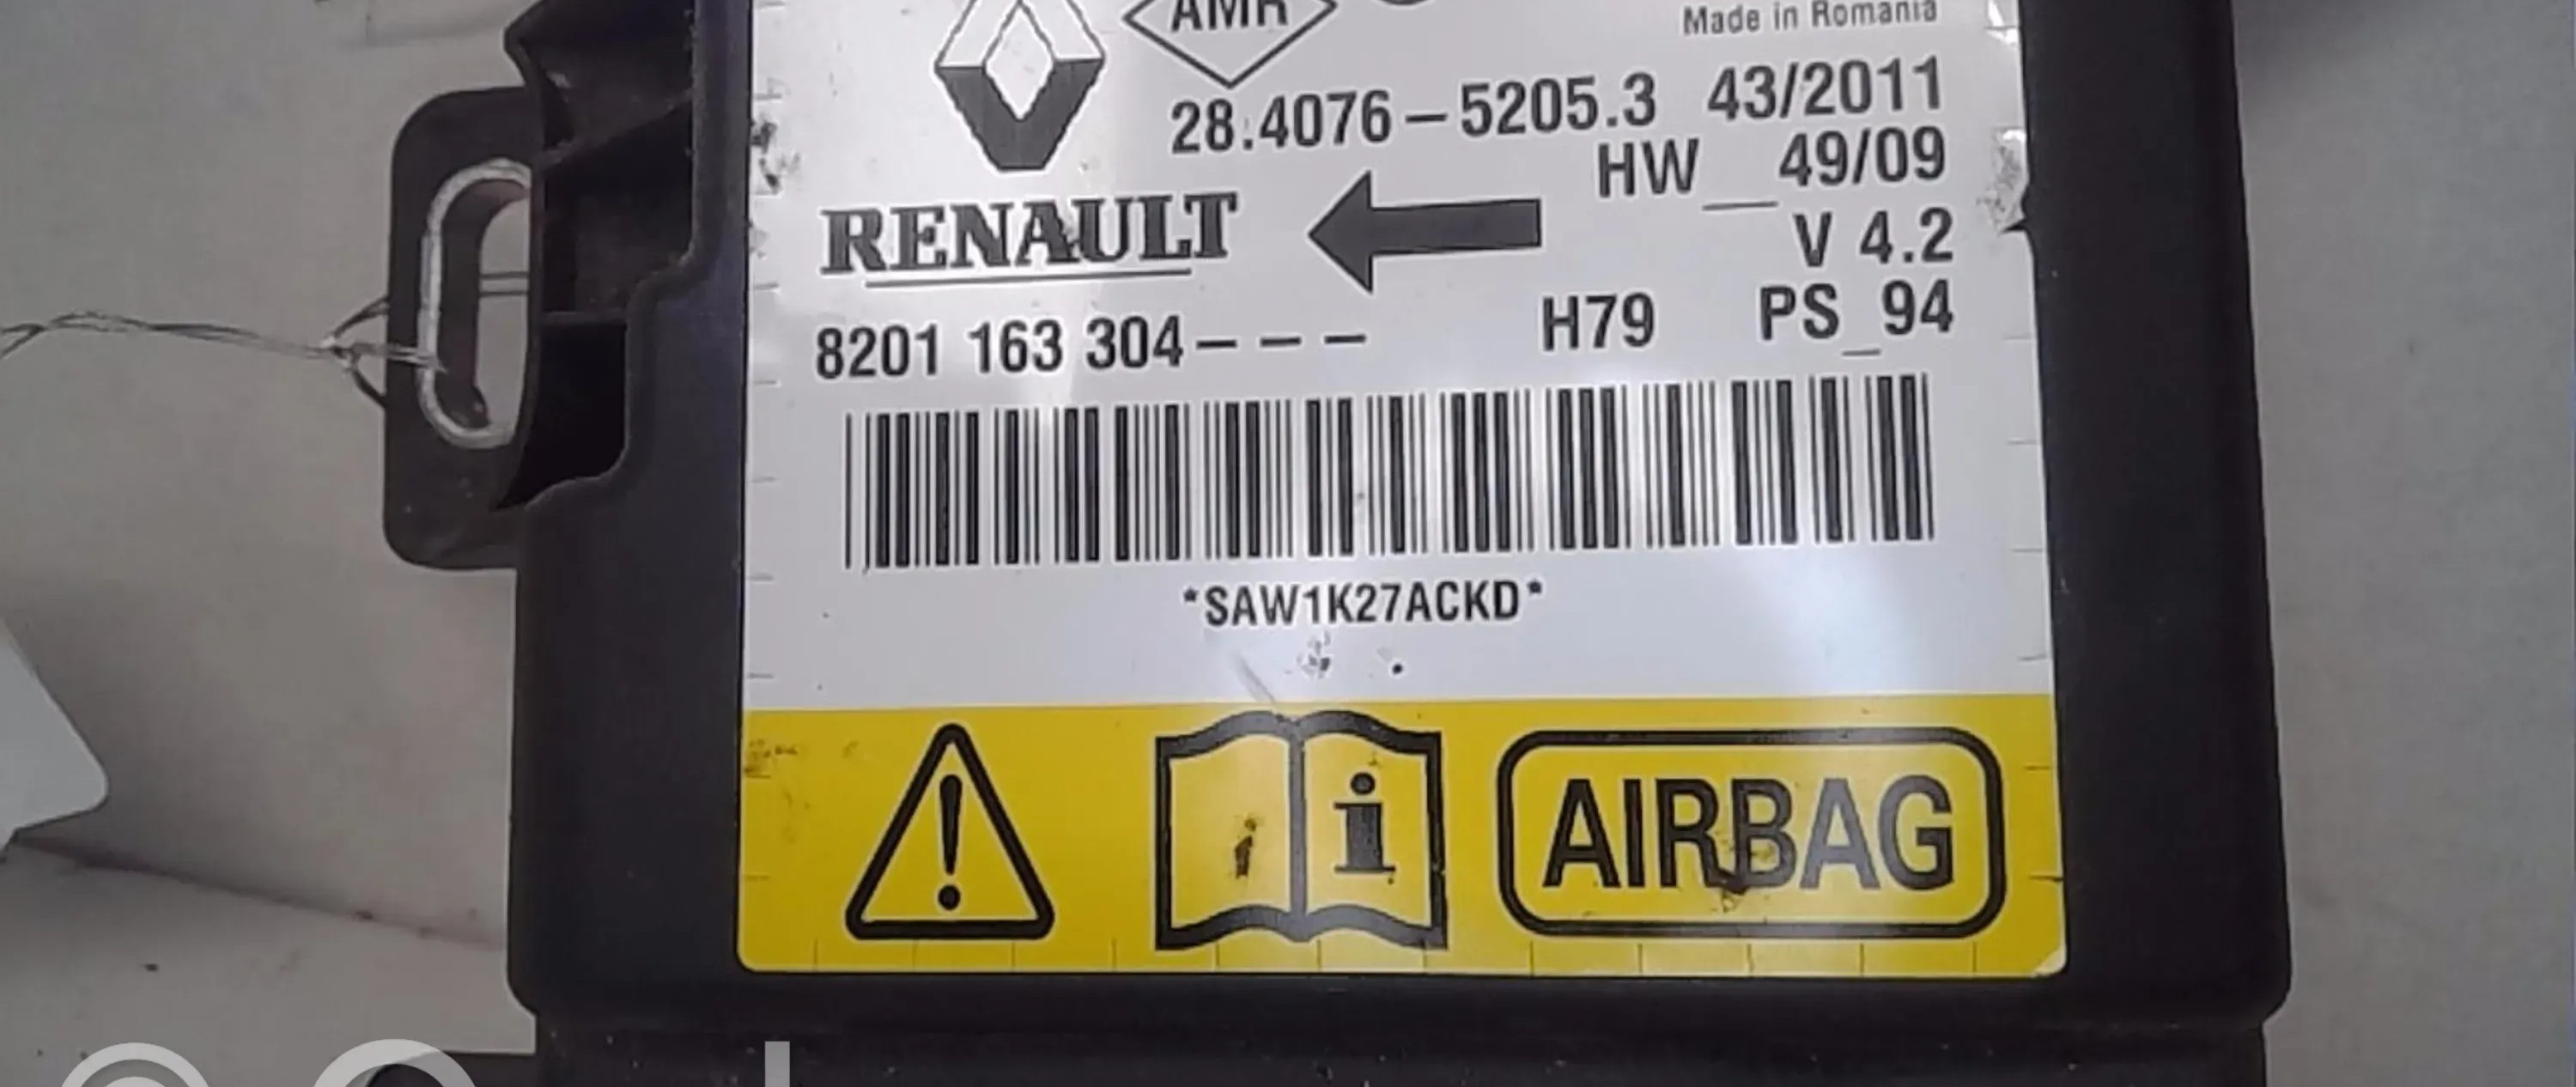 AMR
Made in Romania
28.4076-5205.3 43/2011
HW__49/09
RENAULT
V 4.2
8201 163 304--- H79 PS_94
*SAW1K27ACKD*
i AIRBAG